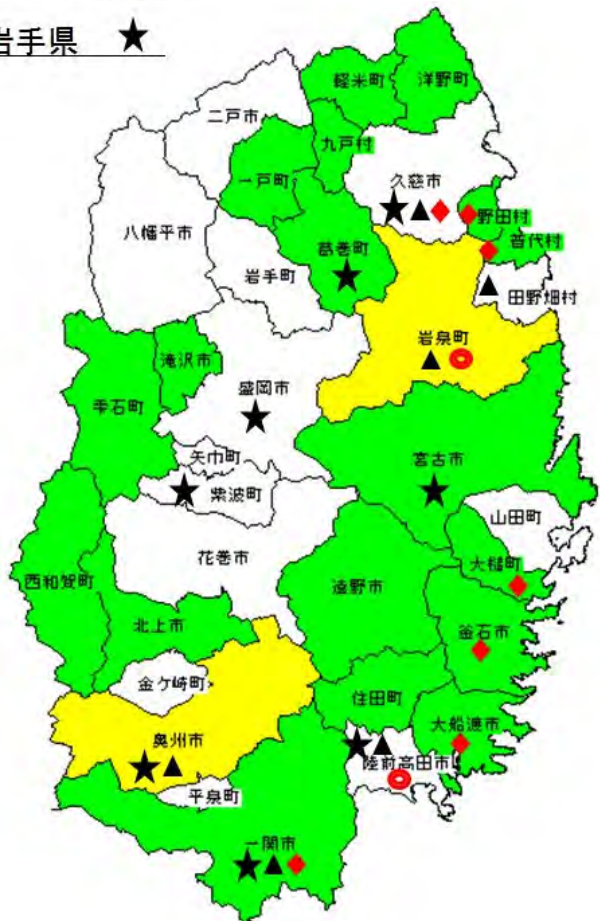 岩手県 ★
軽米町
洋野町
二戸市
九戸村
一戸町
久慈市
★▲◆
野田村
八幡平市
葛巻町
普代村
岩手町
田野畑村
岩泉町
滝沢市
盛岡市
雫石町
矢巾町
宮古市
紫波町
山田町
花巻市
大槌町
西和賀町
遠野市
北上市
釜石市
金ケ崎町
住田町
大船渡市
奥州市
陸前高田市
平泉町
一関市